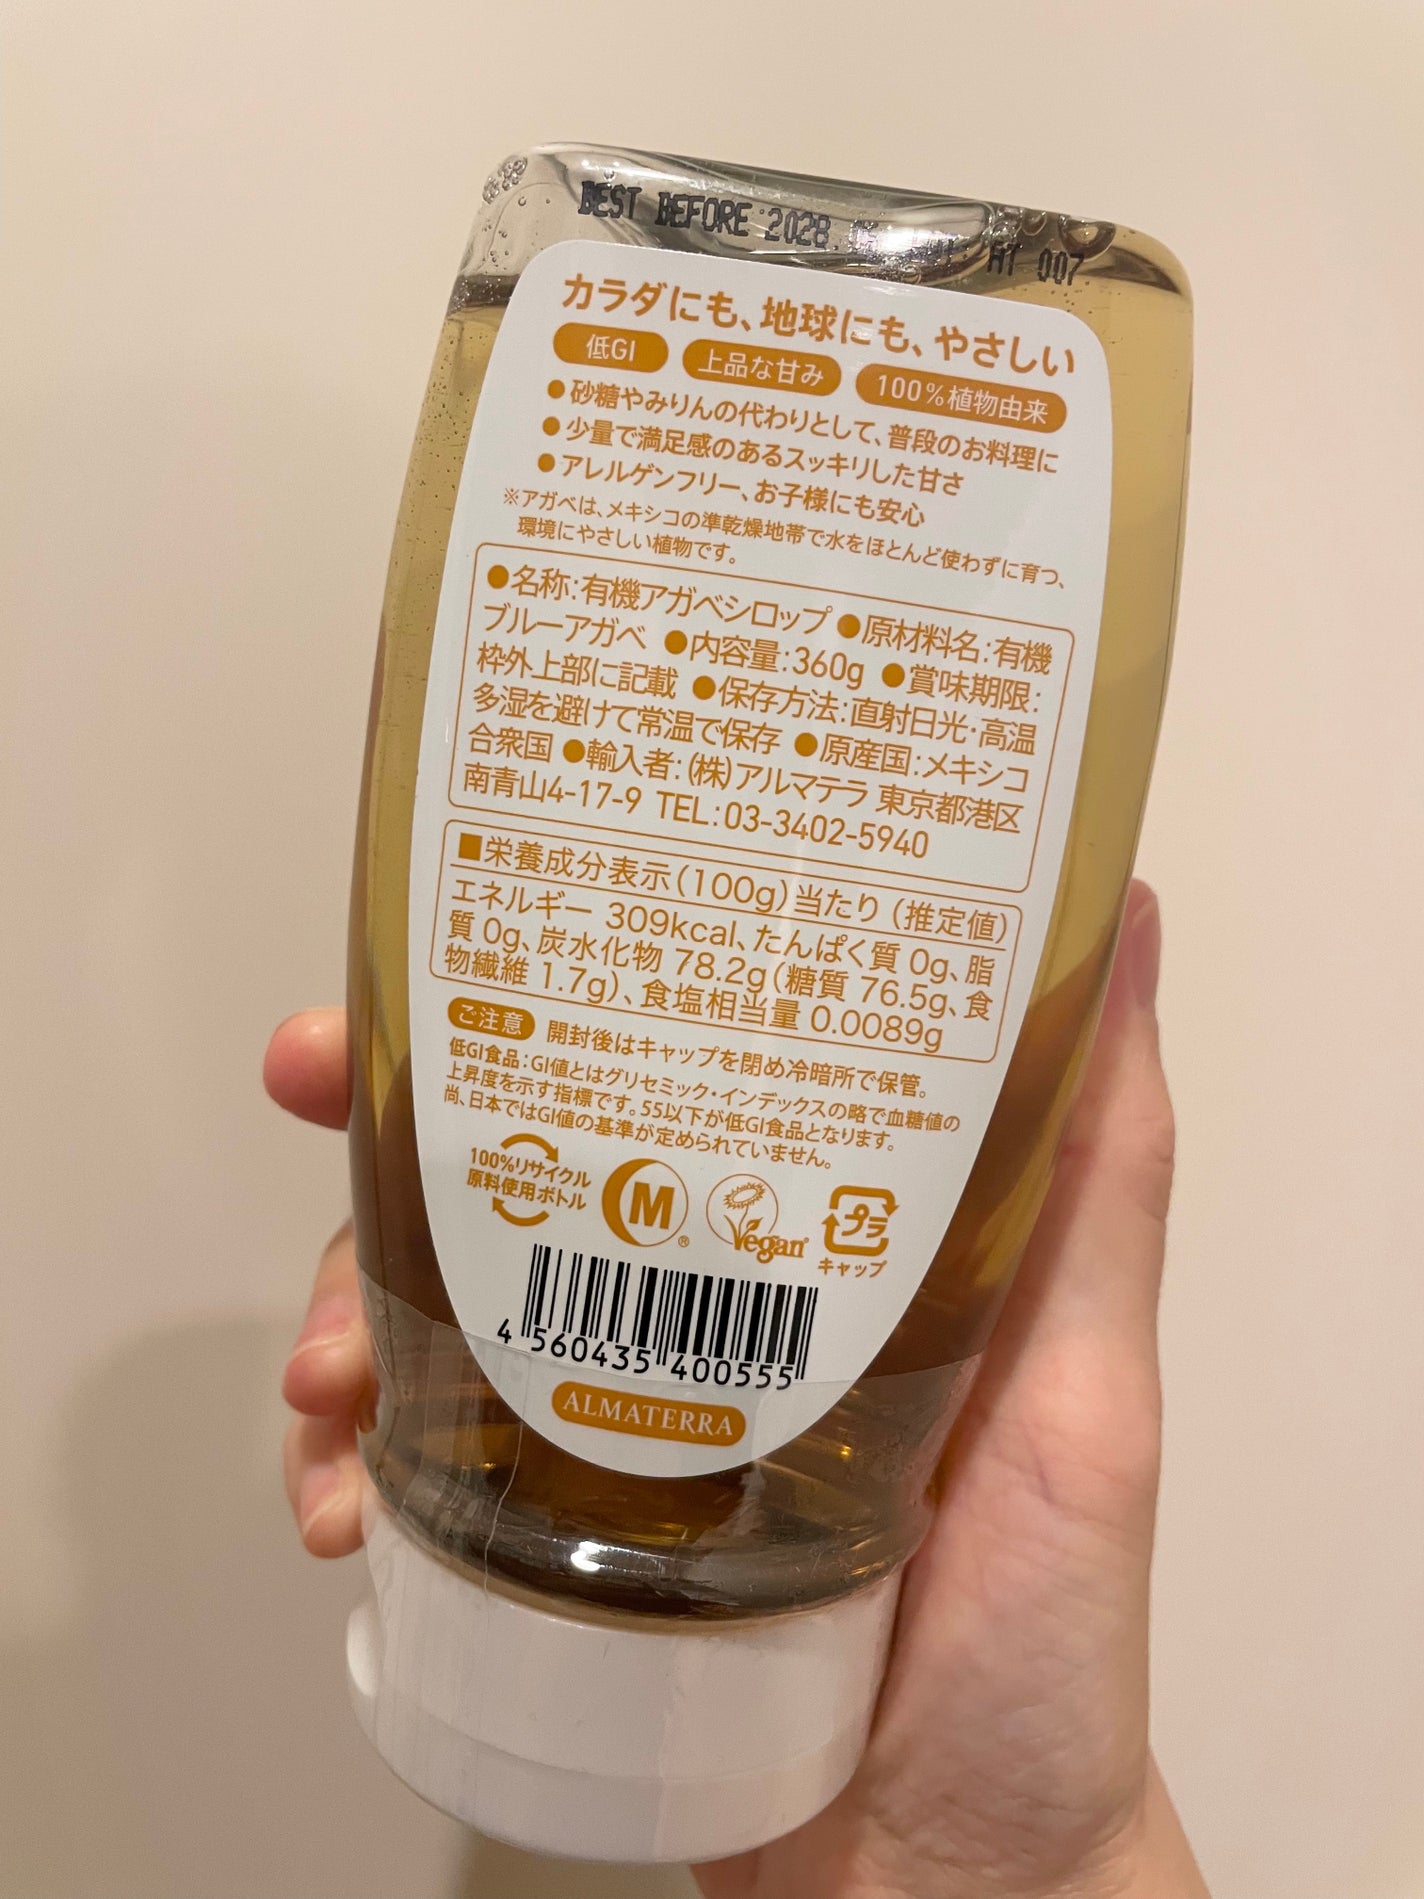 BEST BEFORE 2028
HT 007
カラダにも、地球にも、やさしい
低GI 上品な甘み 100%植物由来
●砂糖やみりんの代わりとして、普段のお料理に
●少量で満足感のあるスッキリした甘さ
●アレルゲンフリー、お子様にも安心
※アガベは、メキシコの準乾燥地帯で水をほとんど使わずに育つ、
環境にやさしい植物です。
●名称:有機アガベシロップ ●原材料名:有機
ブルーアガベ ●内容量:360g ●賞味期限:
枠外上部に記載 ●保存方法:直射日光・高温
多湿を避けて常温で保存 ●原産国:メキシコ
合衆国 ●輸入者:(株)アルマテラ 東京都港区
南青山4-17-9 TEL:03-3402-5940
■栄養成分表示(100g)当たり(推定値)
エネルギー 309kcal、たんぱく質 0g、脂
質 0g、炭水化物 78.2g(糖質 76.5g、食
物繊維 1.7g)、食塩相当量 0.0089g
ご注意 開封後はキャップを閉め冷暗所で保管。
低GI食品:GI値とはグリセミック・インデックスの略で血糖値の
上昇度を示す指標です。55以下が低GI食品となります。
尚、日本ではGI値の基準が定められていません。
100%リサイクル
原料使用ボトル
M®
Vegan
プラ
キャップ
4 560435 400555
ALMATERRA